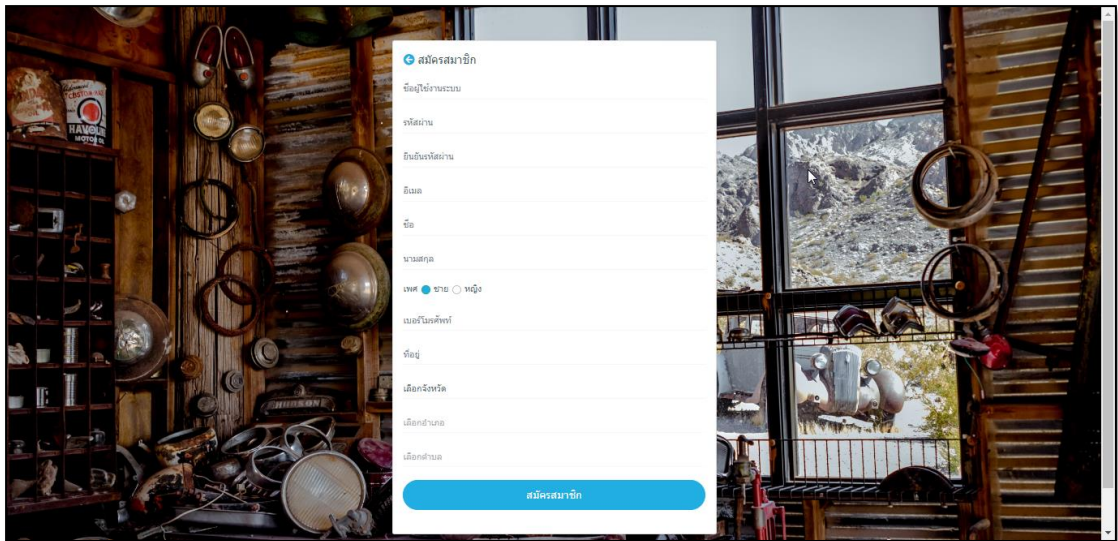 สมัครสมาชิก
ชื่อผู้ใช้งานระบบ
รหัสผ่าน
ยืนยันรหัสผ่าน
อีเมล
ชื่อ
นามสกุล
เพศ ชาย หญิง
เบอร์โทรศัพท์
ที่อยู่
เลือกจังหวัด
เลือกอำเภอ
เลือกตำบล
สมัครสมาชิก
HAVOLINE
MOTOR OIL
HUDSON